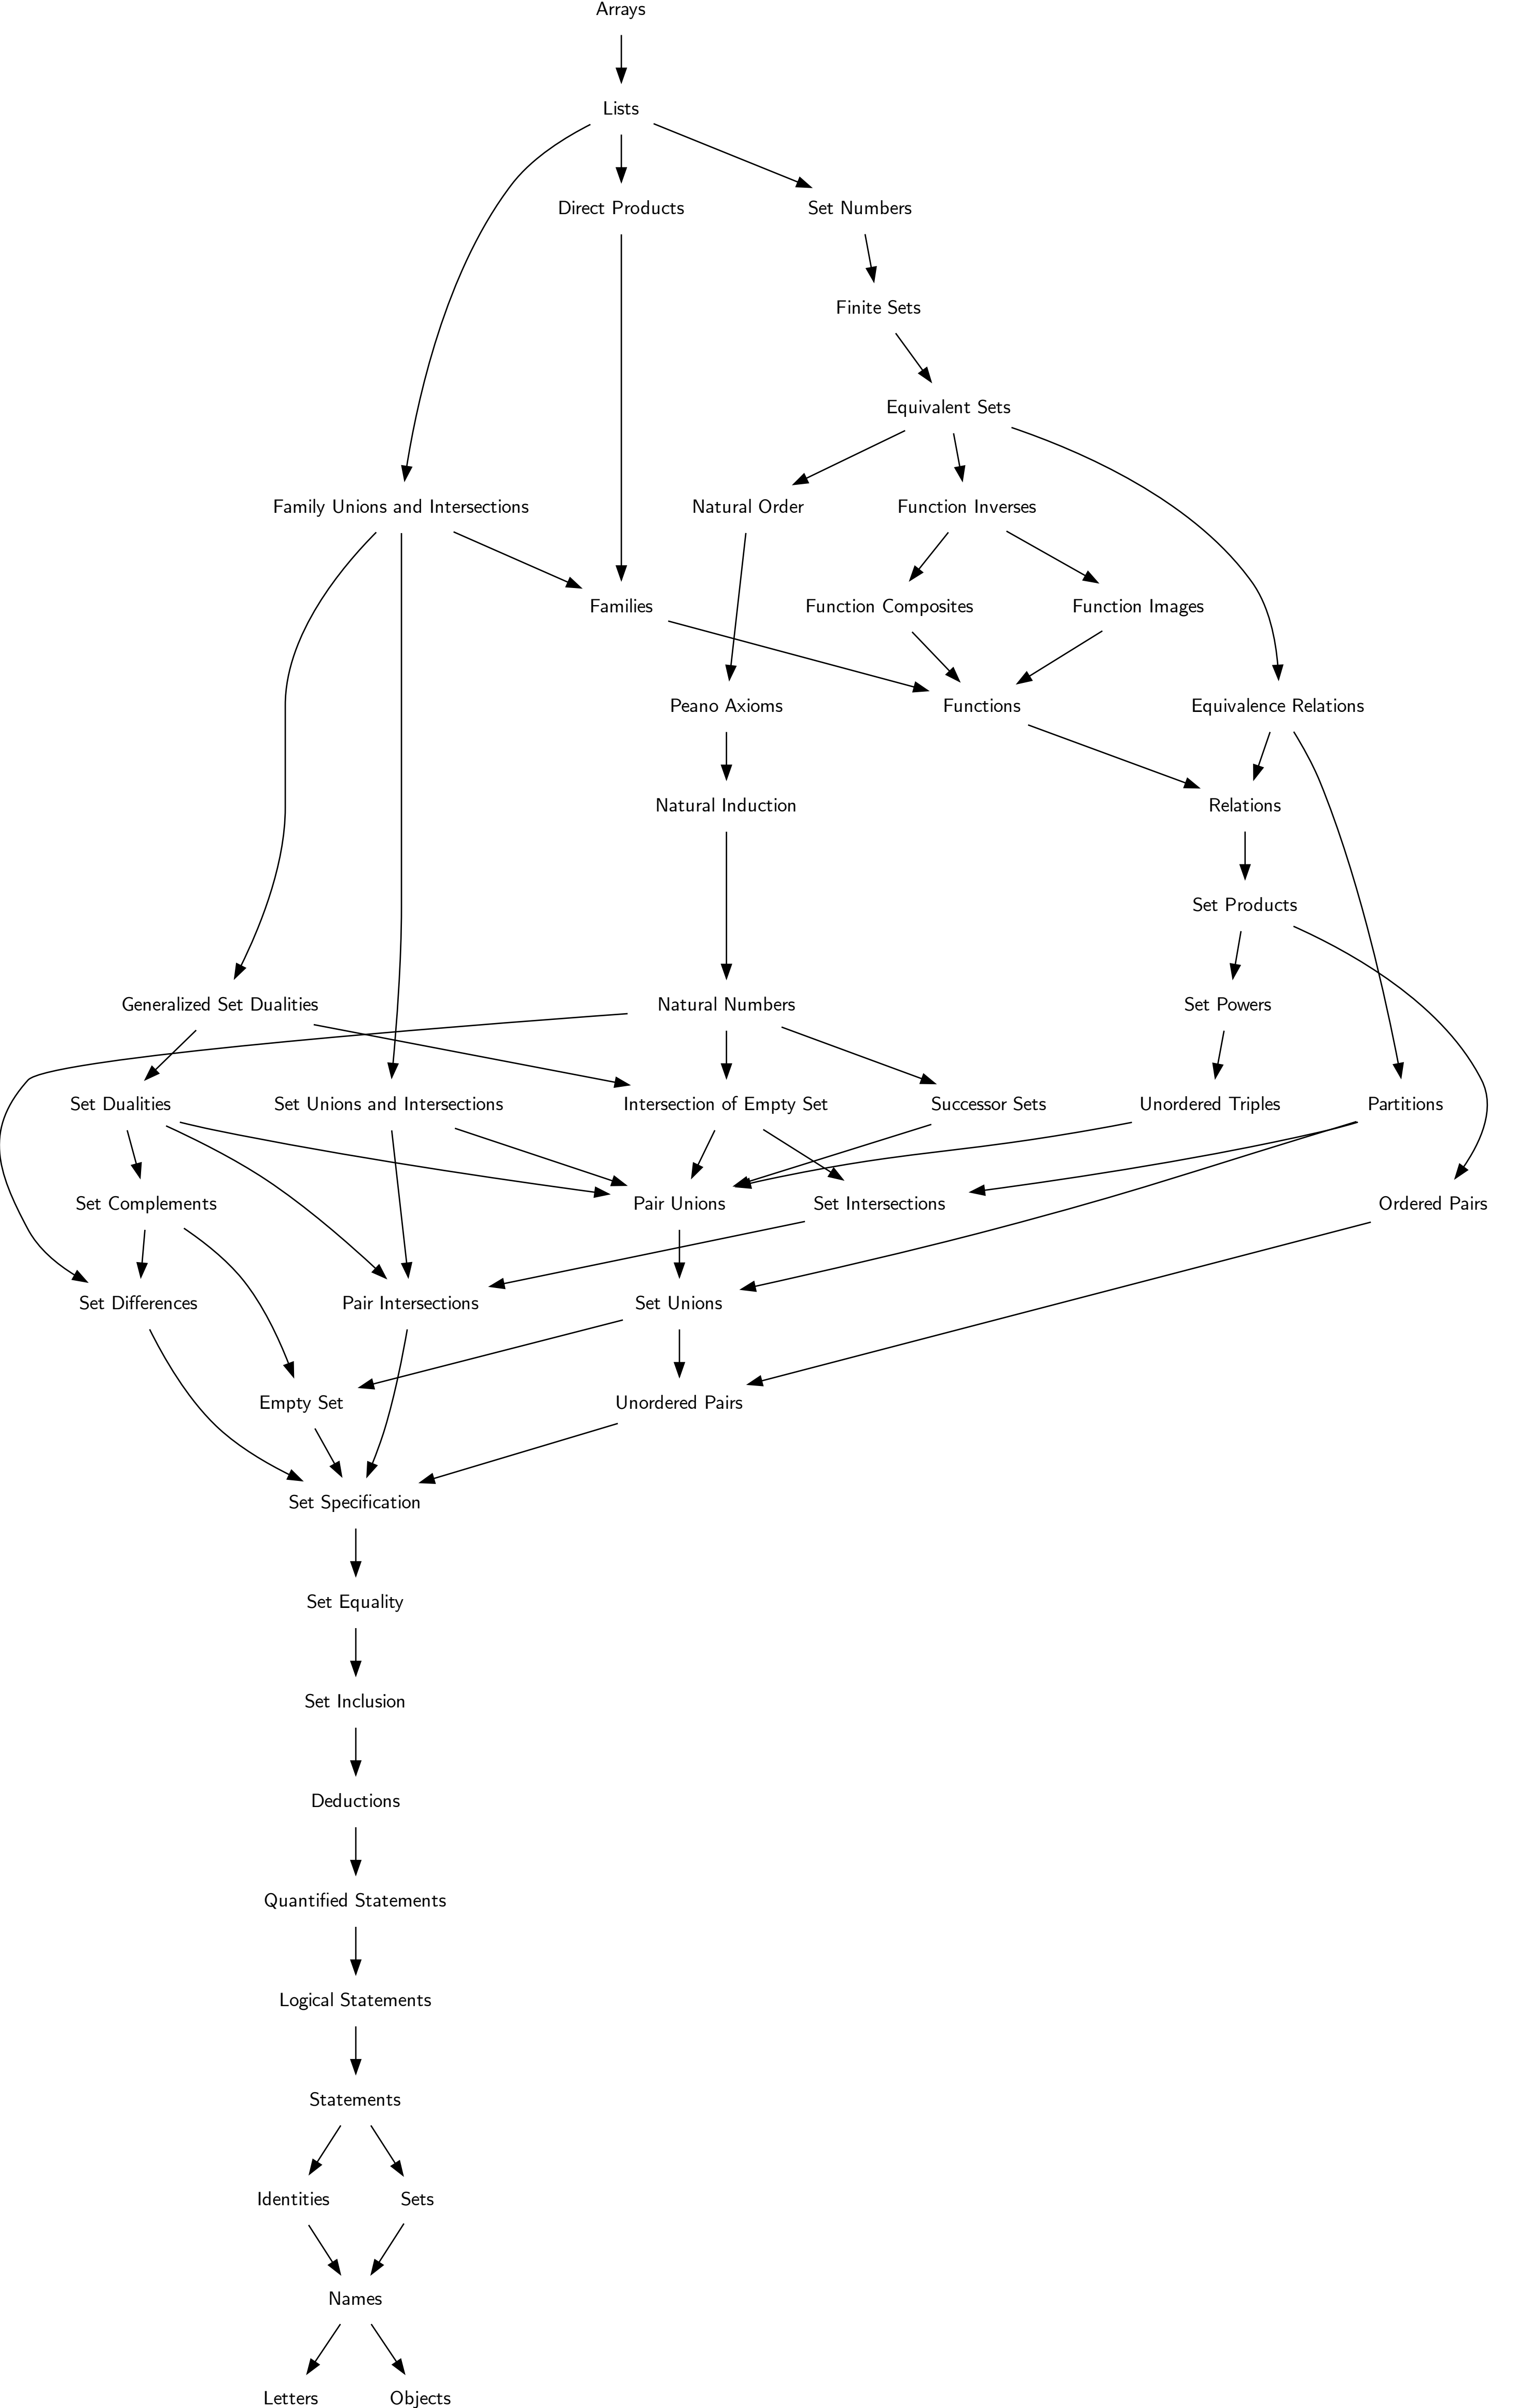 Arrays
Lists
Direct Products
Set Numbers
Finite Sets
Equivalent Sets
Family Unions and Intersections
Natural Order
Function Inverses
Families
Function Composites
Function Images
Peano Axioms
Functions
Equivalence Relations
Natural Induction
Relations
Set Products
Generalized Set Dualities
Natural Numbers
Set Powers
Set Dualities
Set Unions and Intersections
Intersection of Empty Set
Successor Sets
Unordered Triples
Partitions
Set Complements
Pair Unions
Set Intersections
Ordered Pairs
Set Differences
Pair Intersections
Set Unions
Empty Set
Unordered Pairs
Set Specification
Set Equality
Set Inclusion
Deductions
Quantified Statements
Logical Statements
Statements
Identities
Sets
Names
Letters
Objects